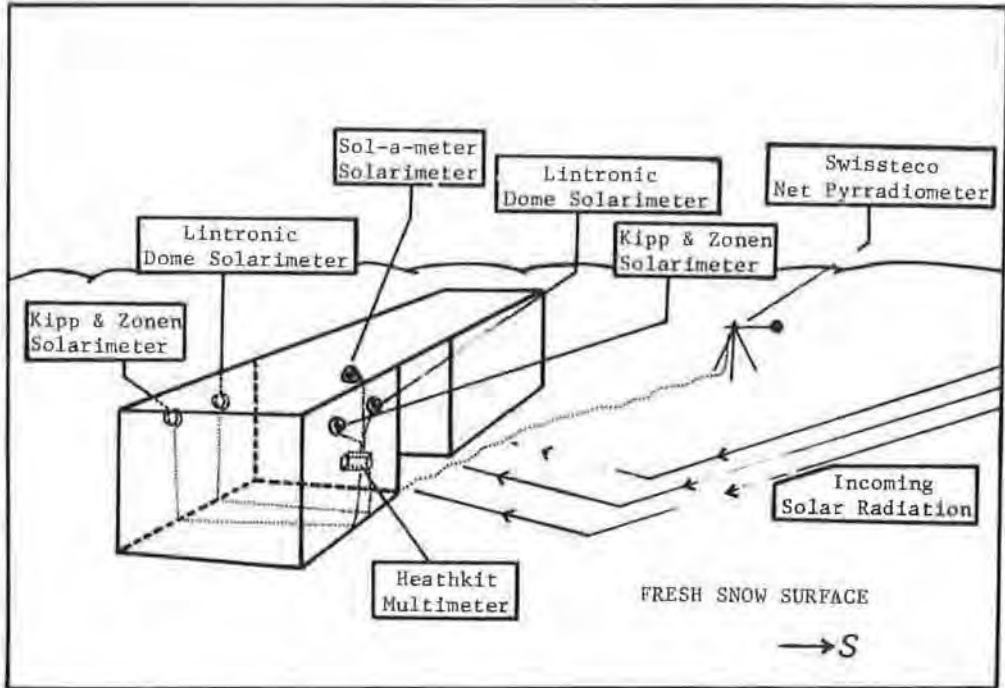 Sol-a-meter
Solarimeter
Lintronic
Dome Solarimeter
Swissteco
Net Pyrradiometer
Lintronic
Dome Solarimeter
Kipp & Zonen
Solarimeter
Kipp & Zonen
Solarimeter
Incoming
Solar Radiation
Heathkit
Multimeter
FRESH SNOW SURFACE
S